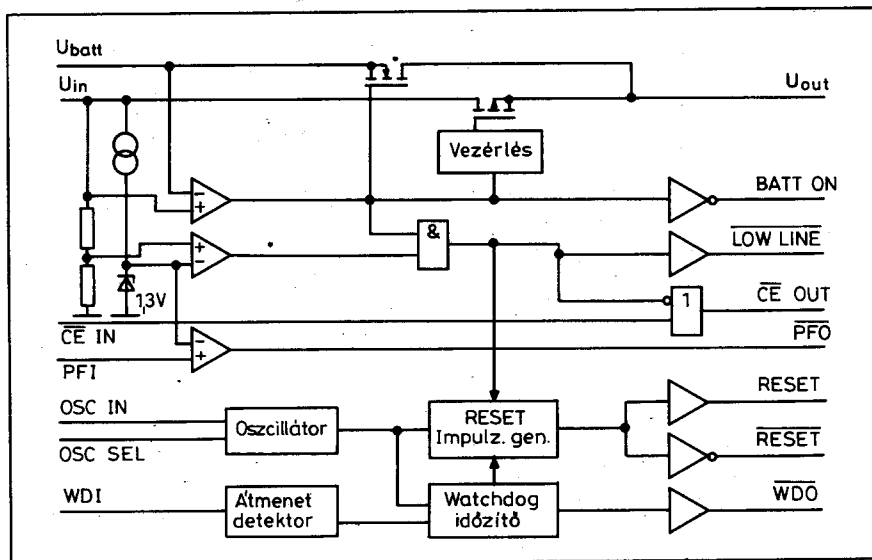 Ubatt
Uin
Uout
Vezérlés
BATT ON
-
+
&
LOW LINE
+
-
1
1,3V
CE OUT
CE IN
-
+
PFO
PFI
OSC IN
Oszcillátor
RESET
Impulz. gen.
RESET
OSC SEL
RESET
WDI
Átmenet
detektor
Watchdog
időzítő
WDO